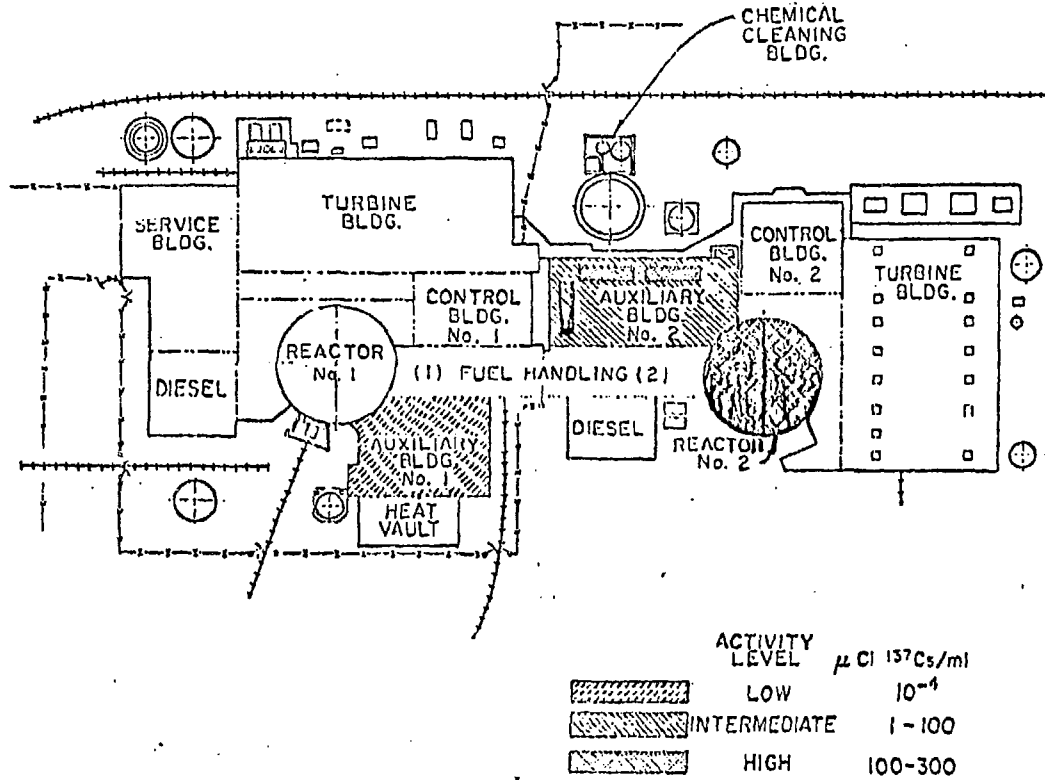 CHEMICAL
CLEANING
BLDG.
SERVICE
BLDG.
TURBINE
BLDG.
CONTROL
BLDG.
No. 2
TURBINE
BLDG.
CONTROL
BLDG.
No. 1
AUXILIARY
BLDG.
No. 2
REACTOR
No. 1
(1) FUEL HANDLING (2)
DIESEL
DIESEL
REACTOR
No. 2
AUXILIARY
BLDG.
No. 1
HEAT
VAULT
ACTIVITY
LEVEL μ Ci ¹³⁷Cs/ml
LOW 10⁻⁴
INTERMEDIATE 1-100
HIGH 100-300